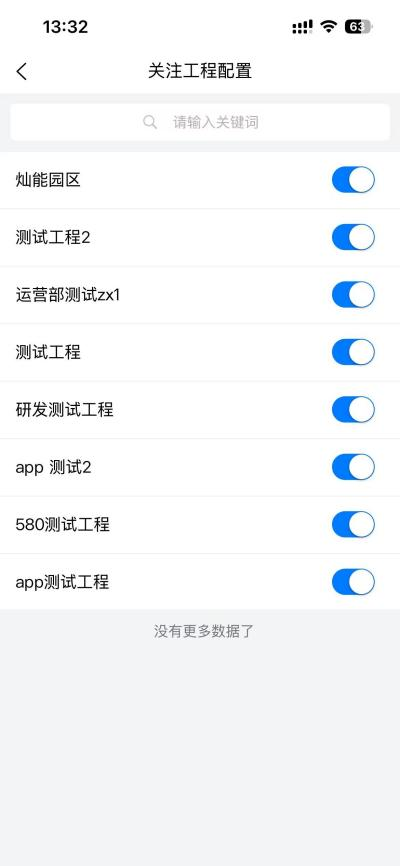 13:32
63
关注工程配置
请输入关键词
灿能园区
测试工程2
运营部测试zx1
测试工程
研发测试工程
app 测试2
580测试工程
app测试工程
没有更多数据了